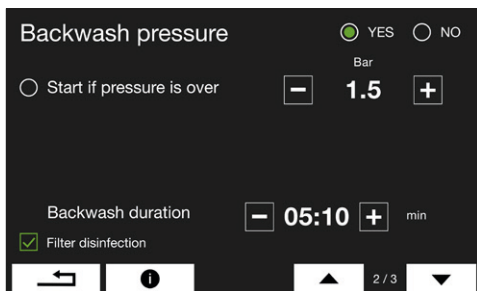 Backwash pressure YES NO
Bar
Start if pressure is over − 1.5 +
Backwash duration − 05:10 + min
Filter disinfection
i 2 / 3